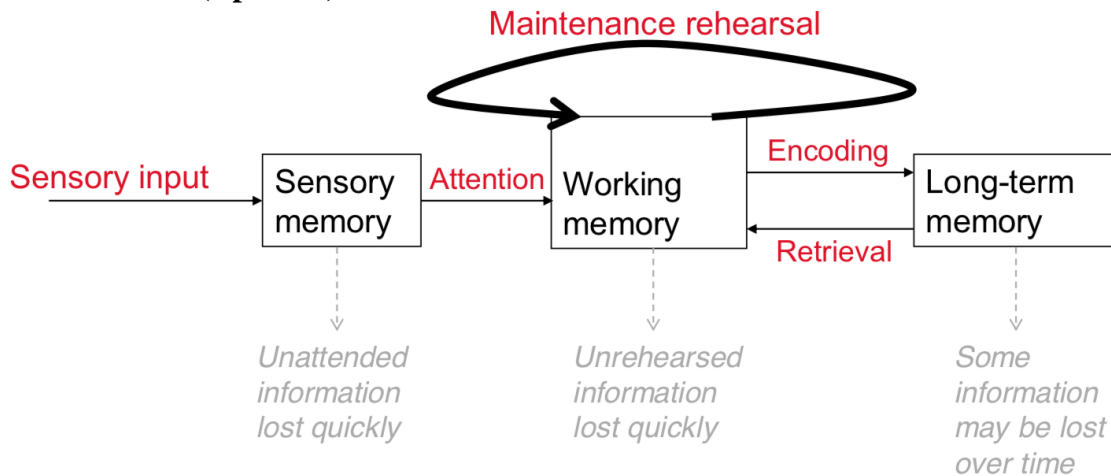 Maintenance rehearsal
Sensory input
Sensory
memory
Attention
Working
memory
Encoding
Retrieval
Long-term
memory
Unattended
information
lost quickly
Unrehearsed
information
lost quickly
Some
information
may be lost
over time